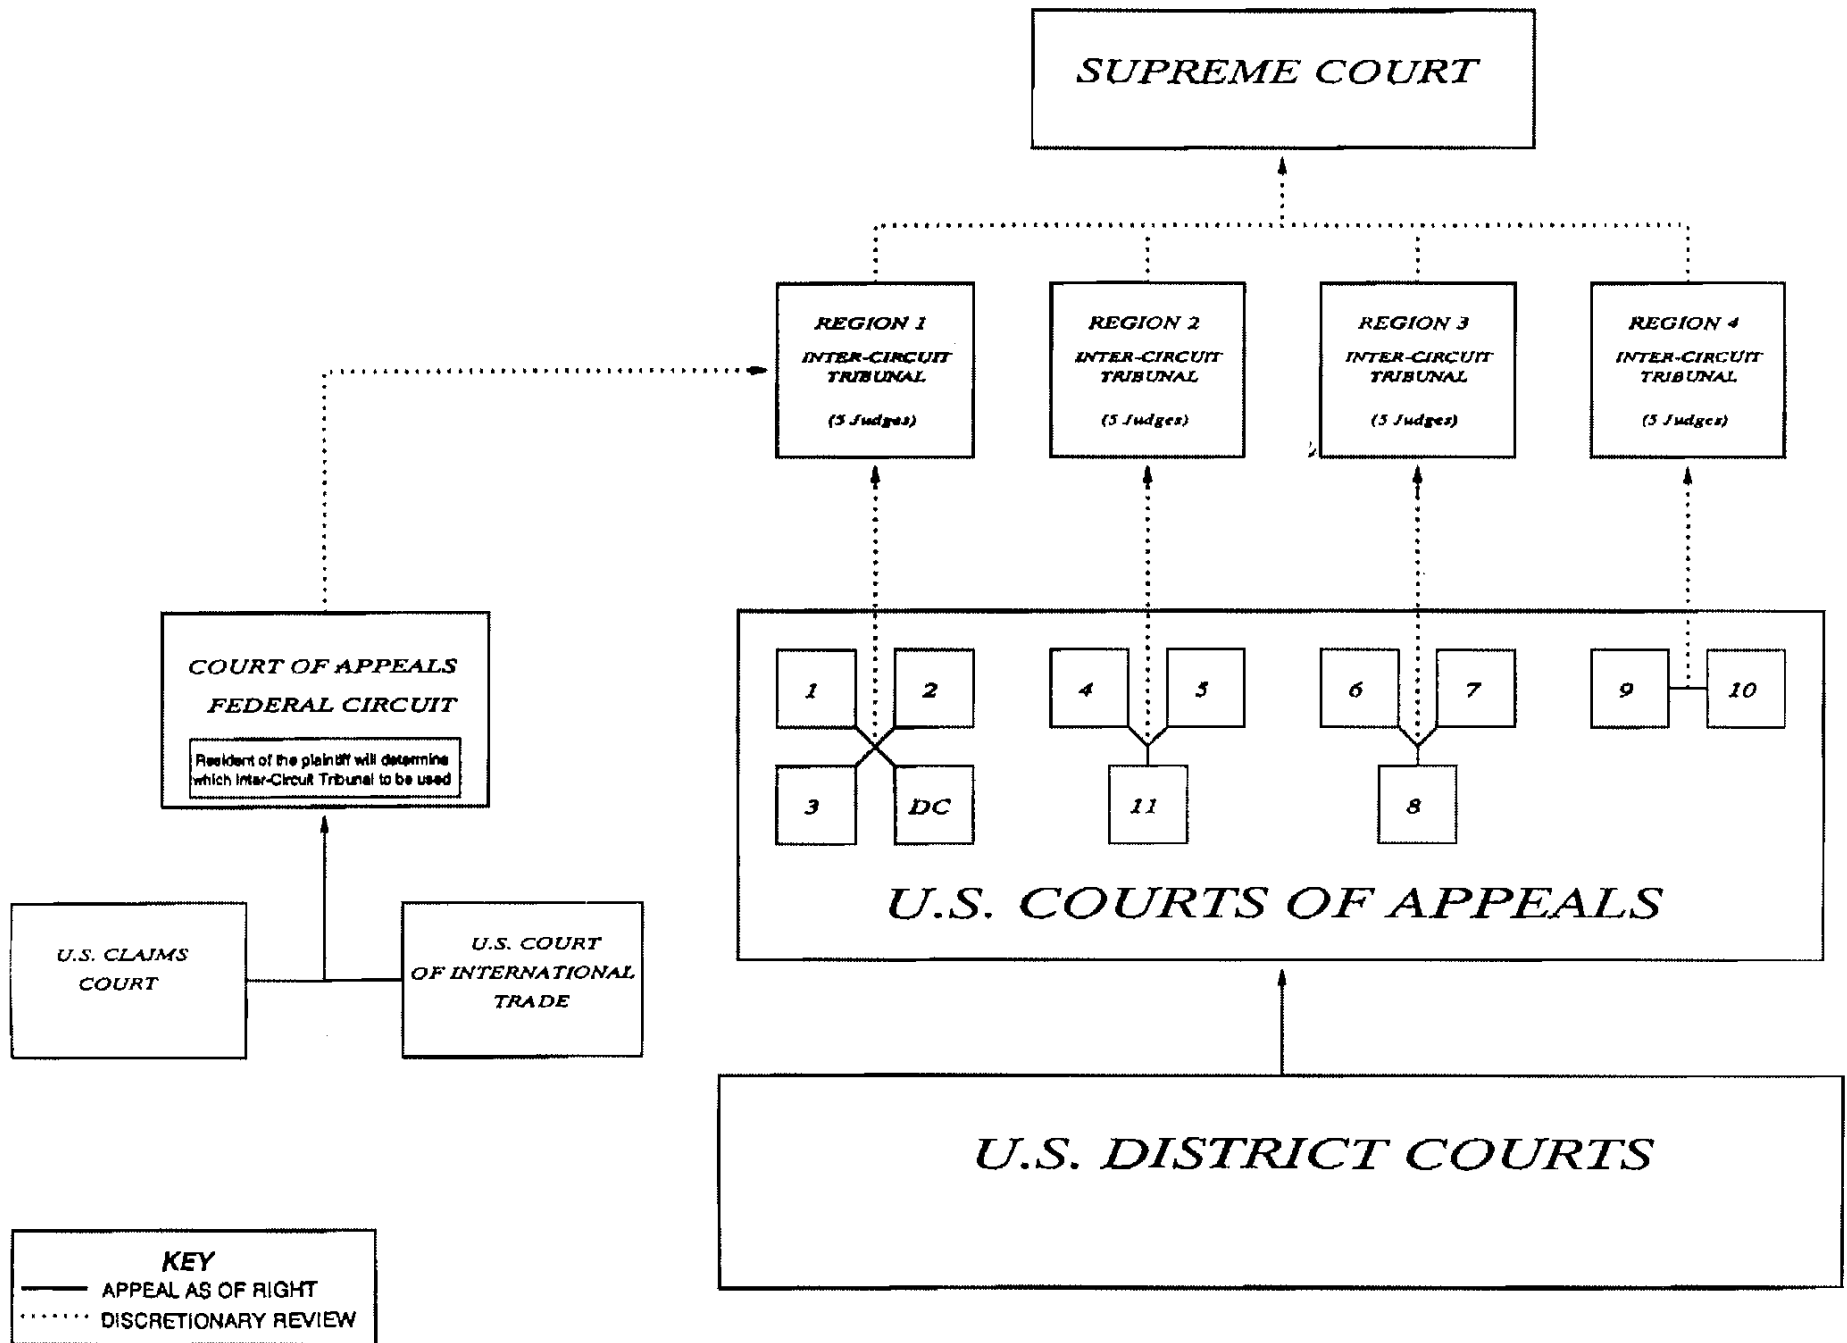 SUPREME COURT
REGION 1
INTER-CIRCUIT
TRIBUNAL
(5 Judges)
REGION 2
INTER-CIRCUIT
TRIBUNAL
(5 Judges)
REGION 3
INTER-CIRCUIT
TRIBUNAL
(5 Judges)
REGION 4
INTER-CIRCUIT
TRIBUNAL
(5 Judges)
COURT OF APPEALS
FEDERAL CIRCUIT
Resident of the plaintiff will determine
which Inter-Circuit Tribunal to be used
1
2
3
DC
4
5
11
6
7
8
9
10
U.S. COURTS OF APPEALS
U.S. CLAIMS
COURT
U.S. COURT
OF INTERNATIONAL
TRADE
U.S. DISTRICT COURTS
KEY
APPEAL AS OF RIGHT
DISCRETIONARY REVIEW